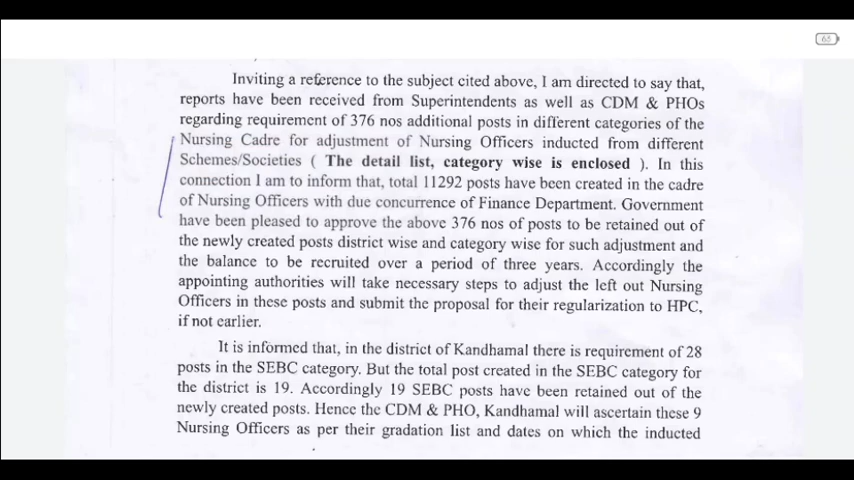 65
Inviting a reference to the subject cited above, I am directed to say that,
reports have been received from Superintendents as well as CDM & PHOs
regarding requirement of 376 nos additional posts in different categories of the
Nursing Cadre for adjustment of Nursing Officers inducted from different
Schemes/Societies ( The detail list, category wise is enclosed ). In this
connection I am to inform that, total 11292 posts have been created in the cadre
of Nursing Officers with due concurrence of Finance Department. Government
have been pleased to approve the above 376 nos of posts to be retained out of
the newly created posts district wise and category wise for such adjustment and
the balance to be recruited over a period of three years. Accordingly the
appointing authorities will take necessary steps to adjust the left out Nursing
Officers in these posts and submit the proposal for their regularization to HPC,
if not earlier.
It is informed that, in the district of Kandhamal there is requirement of 28
posts in the SEBC category. But the total post created in the SEBC category for
the district is 19. Accordingly 19 SEBC posts have been retained out of the
newly created posts. Hence the CDM & PHO, Kandhamal will ascertain these 9
Nursing Officers as per their gradation list and dates on which the inducted